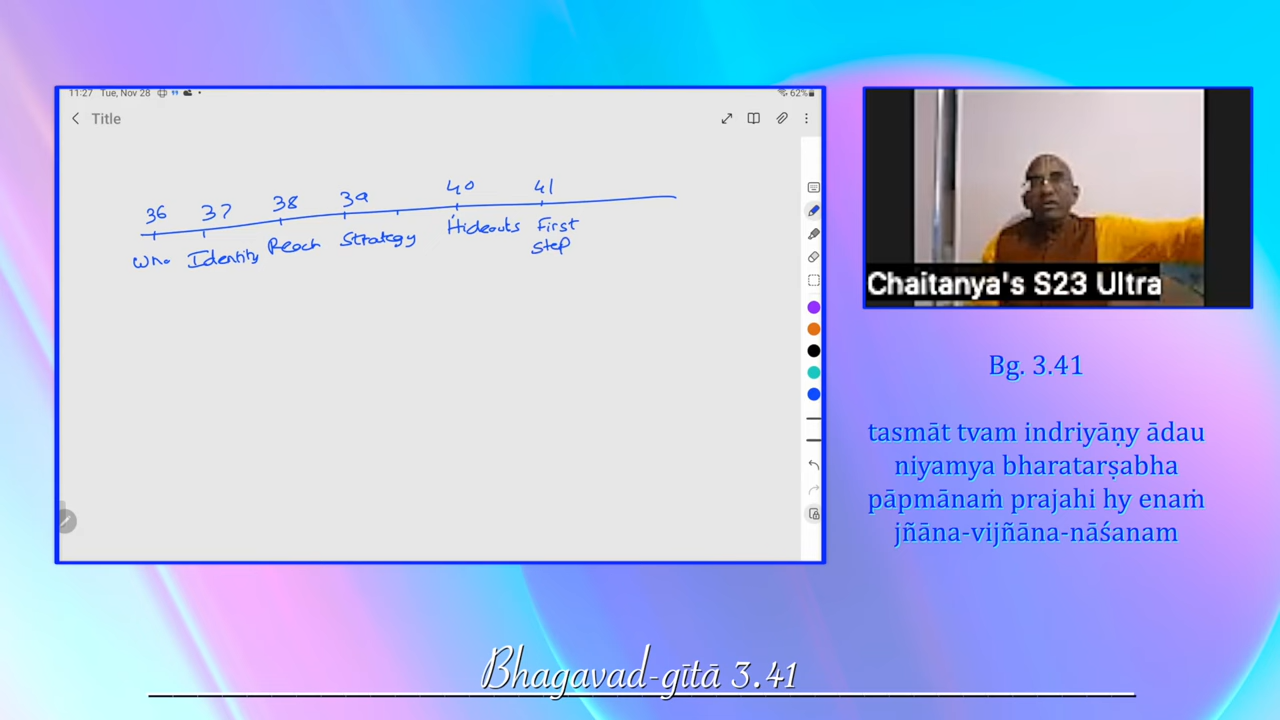 11:27 Tue, Nov 28
62%
Title
36 37 38 39 40 41
Who Identity Reach Strategy Hideouts First
Step
Chaitanya's S23 Ultra
Bg. 3.41
tasmāt tvam indriyāṇy ādau
niyamya bharatarṣabha
pāpmānaṁ prajahi hy enaṁ
jñāna-vijñāna-nāśanam
Bhagavad-gītā 3.41